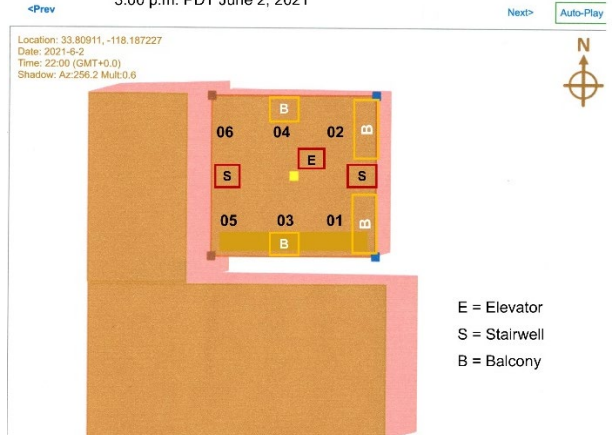 <Prev
3:00 p.m. PDT June 2, 2021
Next>
Auto-Play
Location: 33.80911, -118.187227
Date: 2021-6-2
Time: 22:00 (GMT+0.0)
Shadow: Az:256.2 Mult:0.6
N
B
06 04 02 B
E
S S
05 03 01 B
B
E = Elevator
S = Stairwell
B = Balcony